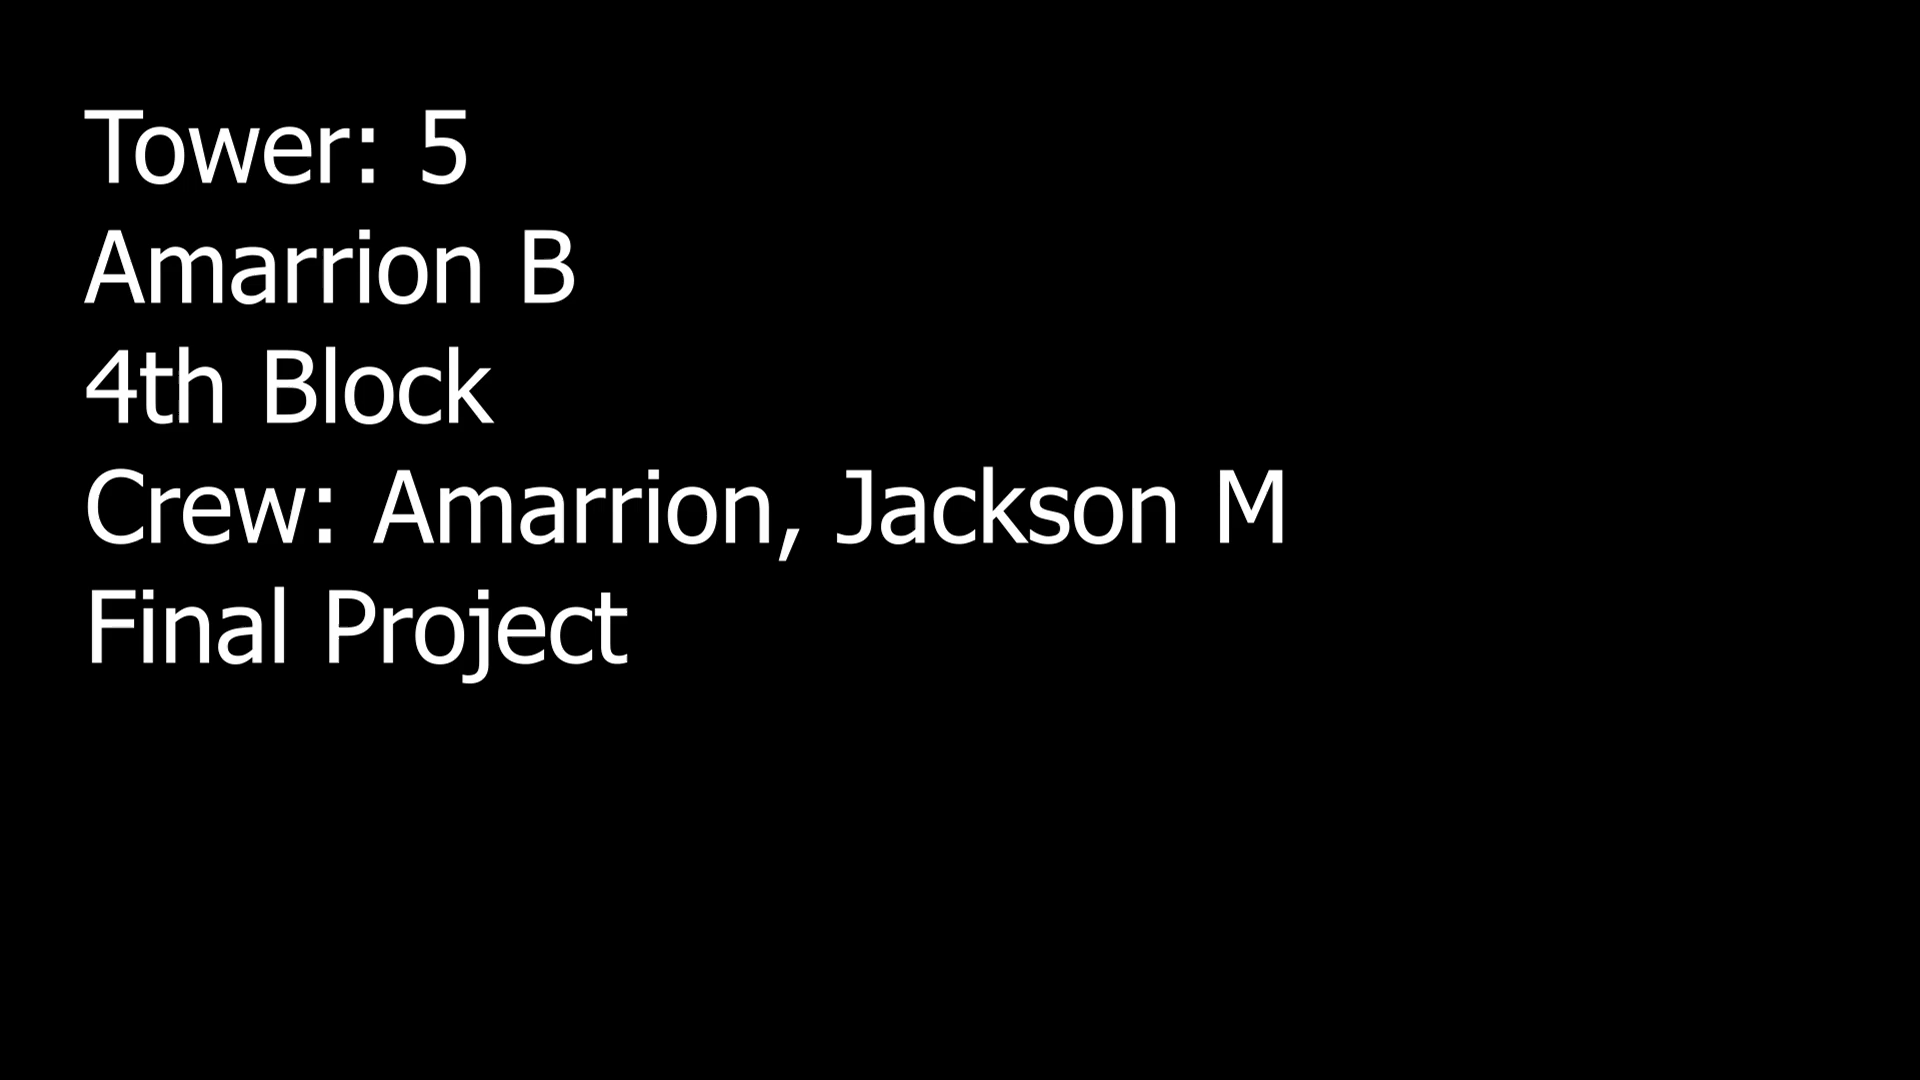 Tower: 5
Amarrion B
4th Block
Crew: Amarrion, Jackson M
Final Project